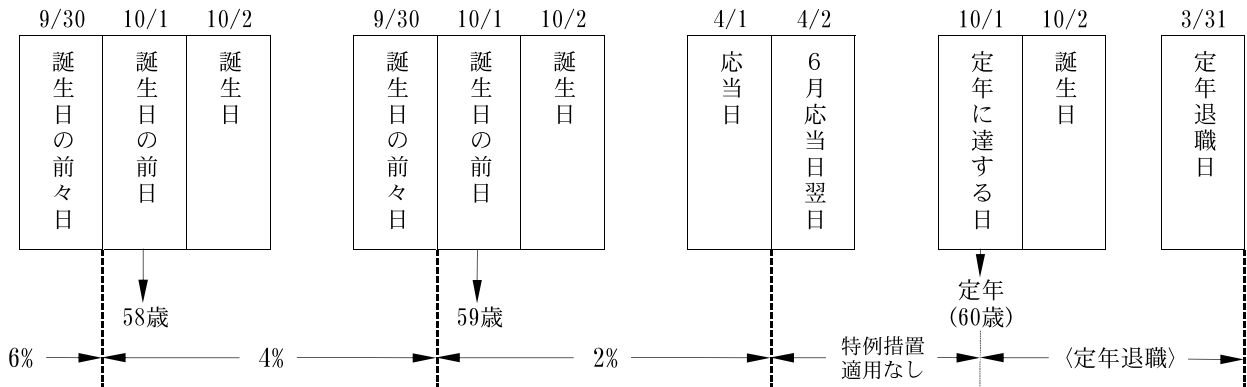 9/30 10/1 10/2 9/30 10/1 10/2 4/1 4/2 10/1 10/2 3/31
誕生日の前々日
誕生日の前日
誕生日
誕生日の前々日
誕生日の前日
誕生日
応当日
6月応当日翌日
定年に達する日
誕生日
定年退職日
58歳
59歳
定年
(60歳)
6%
4%
2%
特例措置
適用なし
〈定年退職〉